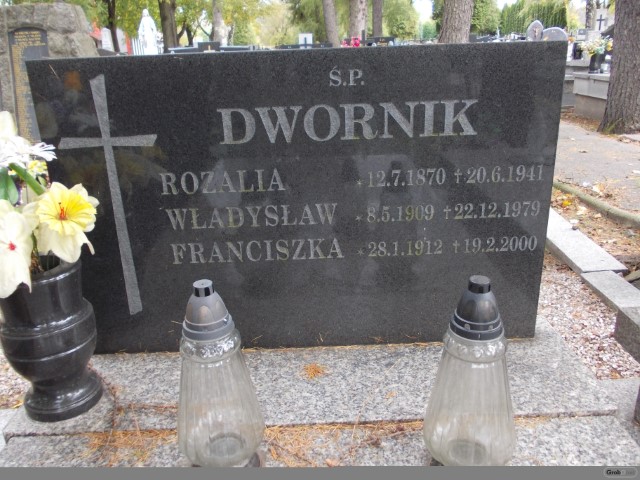 Ś.P.
DWORNIK
ROZALIA * 12.7.1870 † 20.6.1941
WŁADYSŁAW * 8.5.1909 † 22.12.1979
FRANCISZKA * 28.1.1912 † 19.2.2000